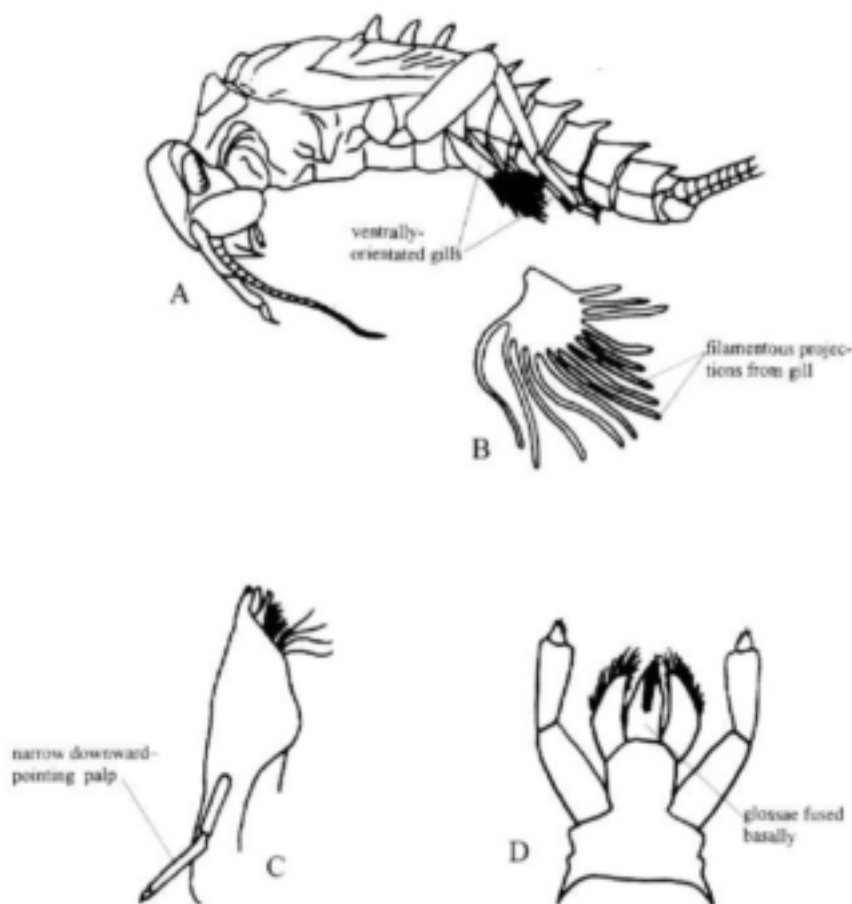 ventrally-
orientated gills
A
filamentous projec-
tions from gill
B
narrow downward-
pointing palp
C
glossae fused
basally
D